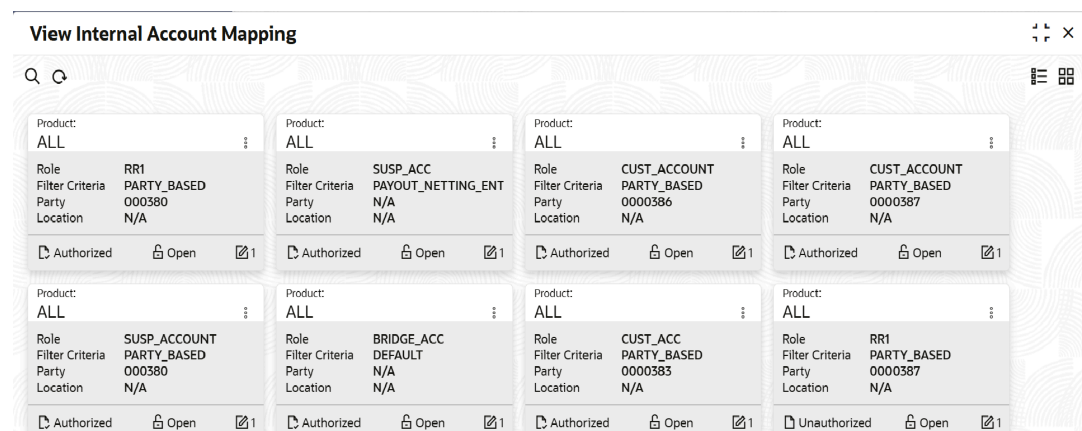 View Internal Account Mapping
Product:
ALL
Role RR1
Filter Criteria PARTY_BASED
Party 000380
Location N/A
Authorized Open 1
Product:
ALL
Role SUSP_ACC
Filter Criteria PAYOUT_NETTING_ENT
Party N/A
Location N/A
Authorized Open 1
Product:
ALL
Role CUST_ACCOUNT
Filter Criteria PARTY_BASED
Party 0000386
Location N/A
Authorized Open 1
Product:
ALL
Role CUST_ACCOUNT
Filter Criteria PARTY_BASED
Party 0000387
Location N/A
Authorized Open 1
Product:
ALL
Role SUSP_ACCOUNT
Filter Criteria PARTY_BASED
Party 000380
Location N/A
Authorized Open 1
Product:
ALL
Role BRIDGE_ACC
Filter Criteria DEFAULT
Party N/A
Location N/A
Authorized Open 1
Product:
ALL
Role CUST_ACC
Filter Criteria PARTY_BASED
Party 0000383
Location N/A
Authorized Open 1
Product:
ALL
Role RR1
Filter Criteria PARTY_BASED
Party 0000387
Location N/A
Unauthorized Open 1